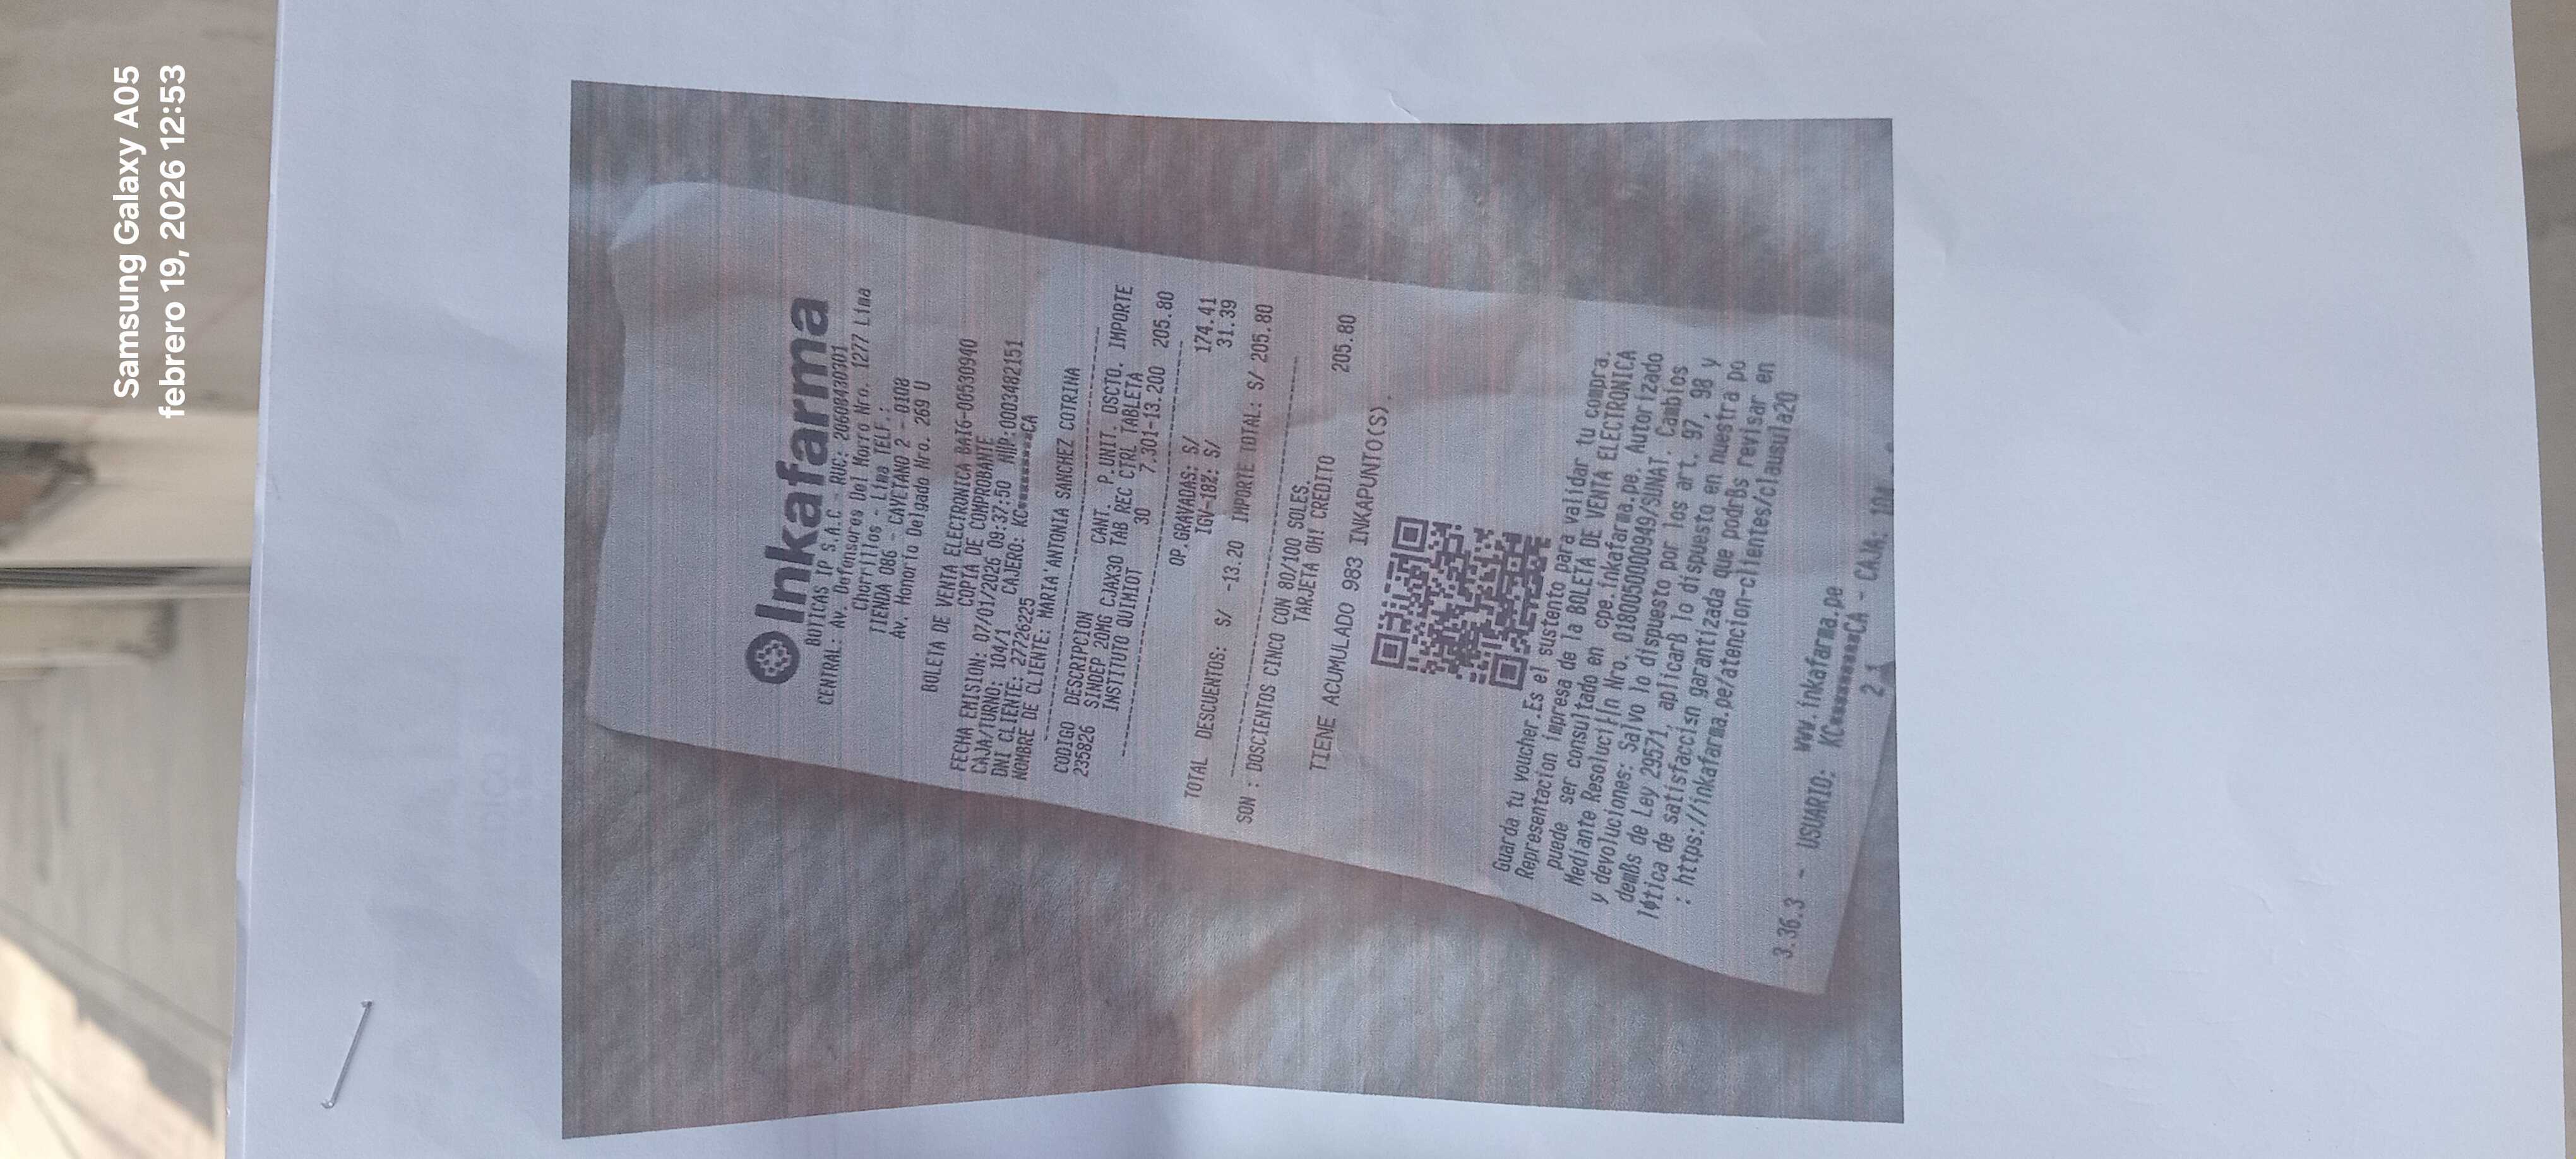 Samsung Galaxy A05
febrero 19, 2026 12:53
Inkafarma
BOTICAS IP S.A.C - RUC: 20608430301
CENTRAL: Av. Defensores Del Morro Nro. 1277 Lima
Chorrillos - Lima TELF.:
TIENDA 086 - CAYETANO 2 - 0108
Av. Honorio Delgado Nro. 269 U
BOLETA DE VENTA ELECTRONICA BA1G-00530940
COPIA DE COMPROBANTE
FECHA EMISION: 07/01/2026 09:37:50 NIP:0003482151
CAJA/TURNO: 104/1 CAJERO: KC**********CA
DNI CLIENTE: 27726225
NOMBRE DE CLIENTE: MARIA'ANTONIA SANCHEZ COTRINA
CODIGO DESCRIPCION CANT. P.UNIT. DSCTO. IMPORTE
235826 SINDEP 20MG CJAX30 TAB REC CTRL TABLETA
INSTITUTO QUIMIOT 30 7.301-13.200 205.80
OP.GRAVADAS: S/ 174.41
IGV-18%: S/ 31.39
TOTAL DESCUENTOS: S/ -13.20 IMPORTE TOTAL: S/ 205.80
SON : DOSCIENTOS CINCO CON 80/100 SOLES.
TARJETA OH! CREDITO 205.80
TIENE ACUMULADO 983 INKAPUNTO(S).
Guarda tu voucher.Es el sustento para validar tu compra.
Representacion impresa de la BOLETA DE VENTA ELECTRONICA
puede ser consultado en cpe.inkafarma.pe. Autorizado
Mediante Nro. 0180050000949/SUNAT. Cambios
y devoluciones: Salvo lo dispuesto por los art. 97, 98 y
demßs de Ley 29571, aplicarß lo dispuesto en nuestra po
garantizada que podrßs revisar en
: https://inkafarma.pe/atencion-clientes/clausula20
3.36.3 - www.inkafarma.pe
USUARIO: KC**********CA - CAJA: 104